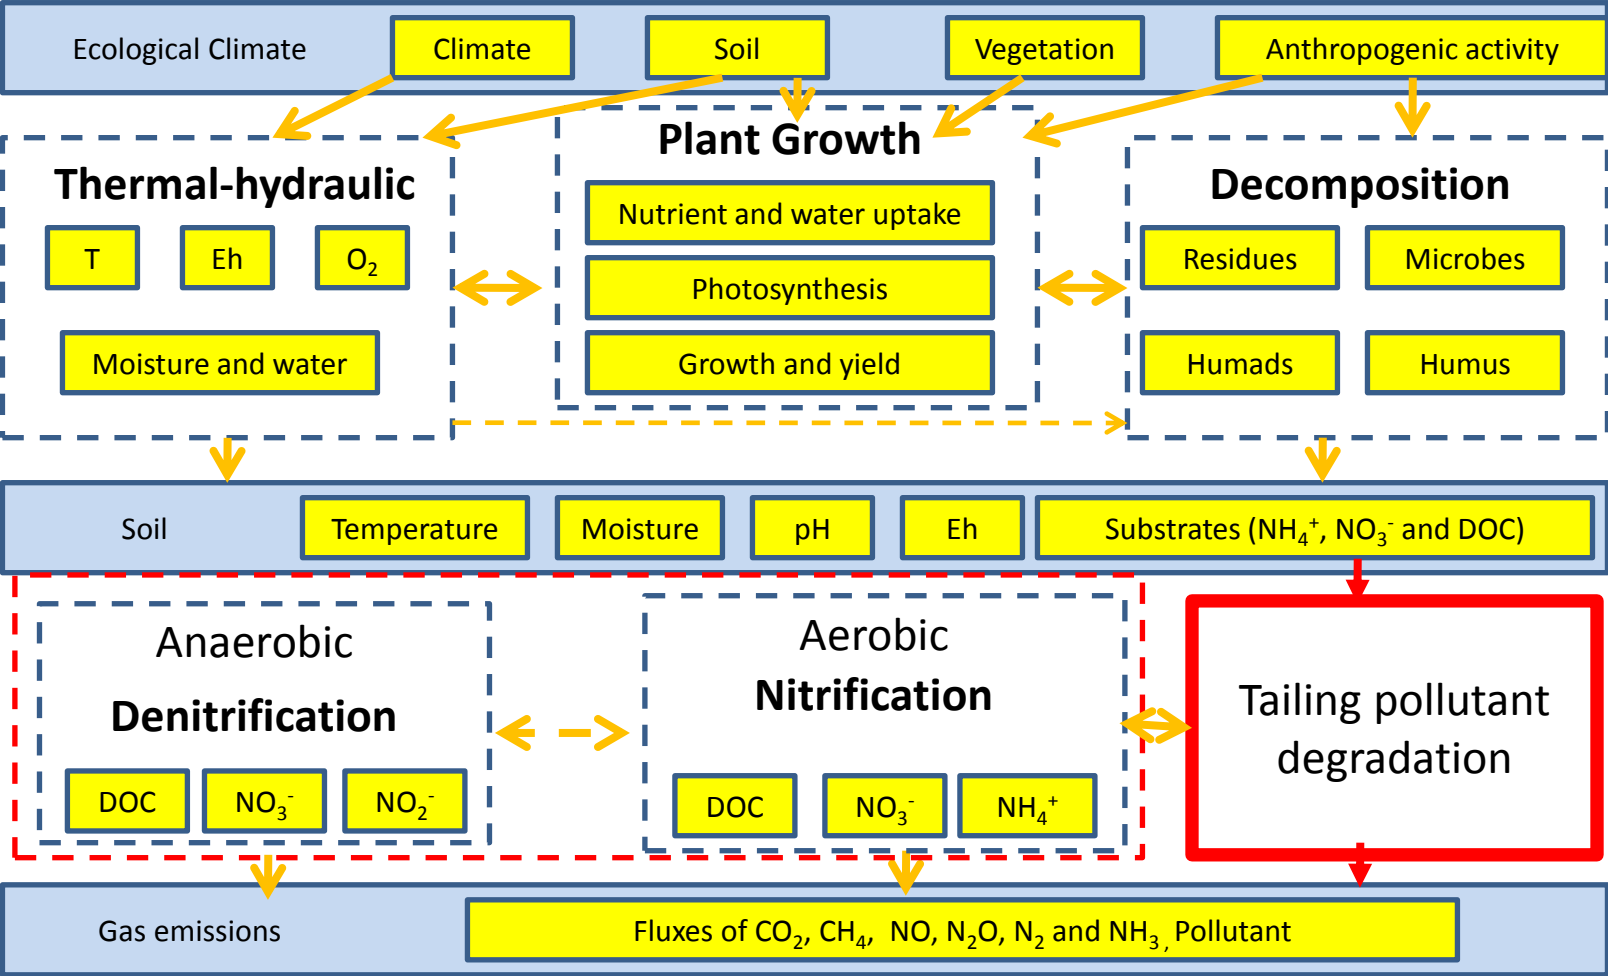 Ecological Climate
Climate
Soil
Vegetation
Anthropogenic activity
Thermal-hydraulic
T
Eh
O₂
Moisture and water
Plant Growth
Nutrient and water uptake
Photosynthesis
Growth and yield
Decomposition
Residues
Microbes
Humads
Humus
Soil
Temperature
Moisture
pH
Eh
Substrates (NH₄⁺, NO₃⁻ and DOC)
Anaerobic
Denitrification
DOC
NO₃⁻
NO₂⁻
Aerobic
Nitrification
DOC
NO₃⁻
NH₄⁺
Tailing pollutant
degradation
Gas emissions
Fluxes of CO₂, CH₄, NO, N₂O, N₂ and NH₃ , Pollutant